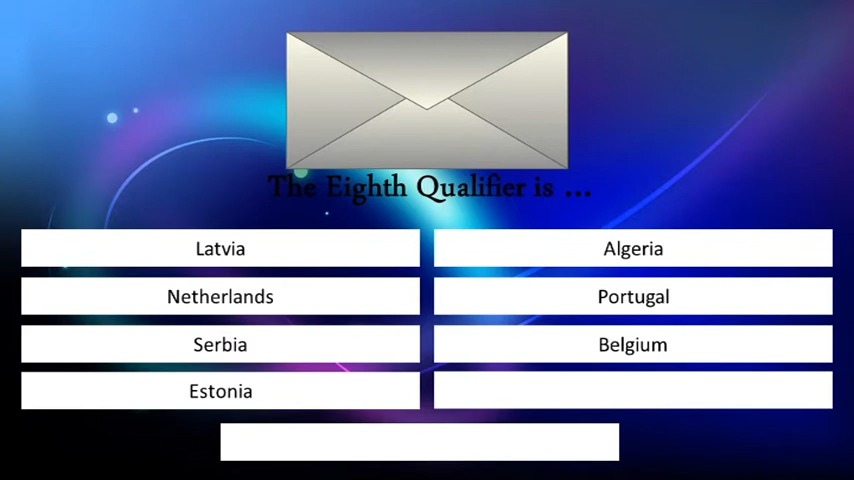 The Eighth Qualifier is ...
Latvia
Algeria
Netherlands
Portugal
Serbia
Belgium
Estonia